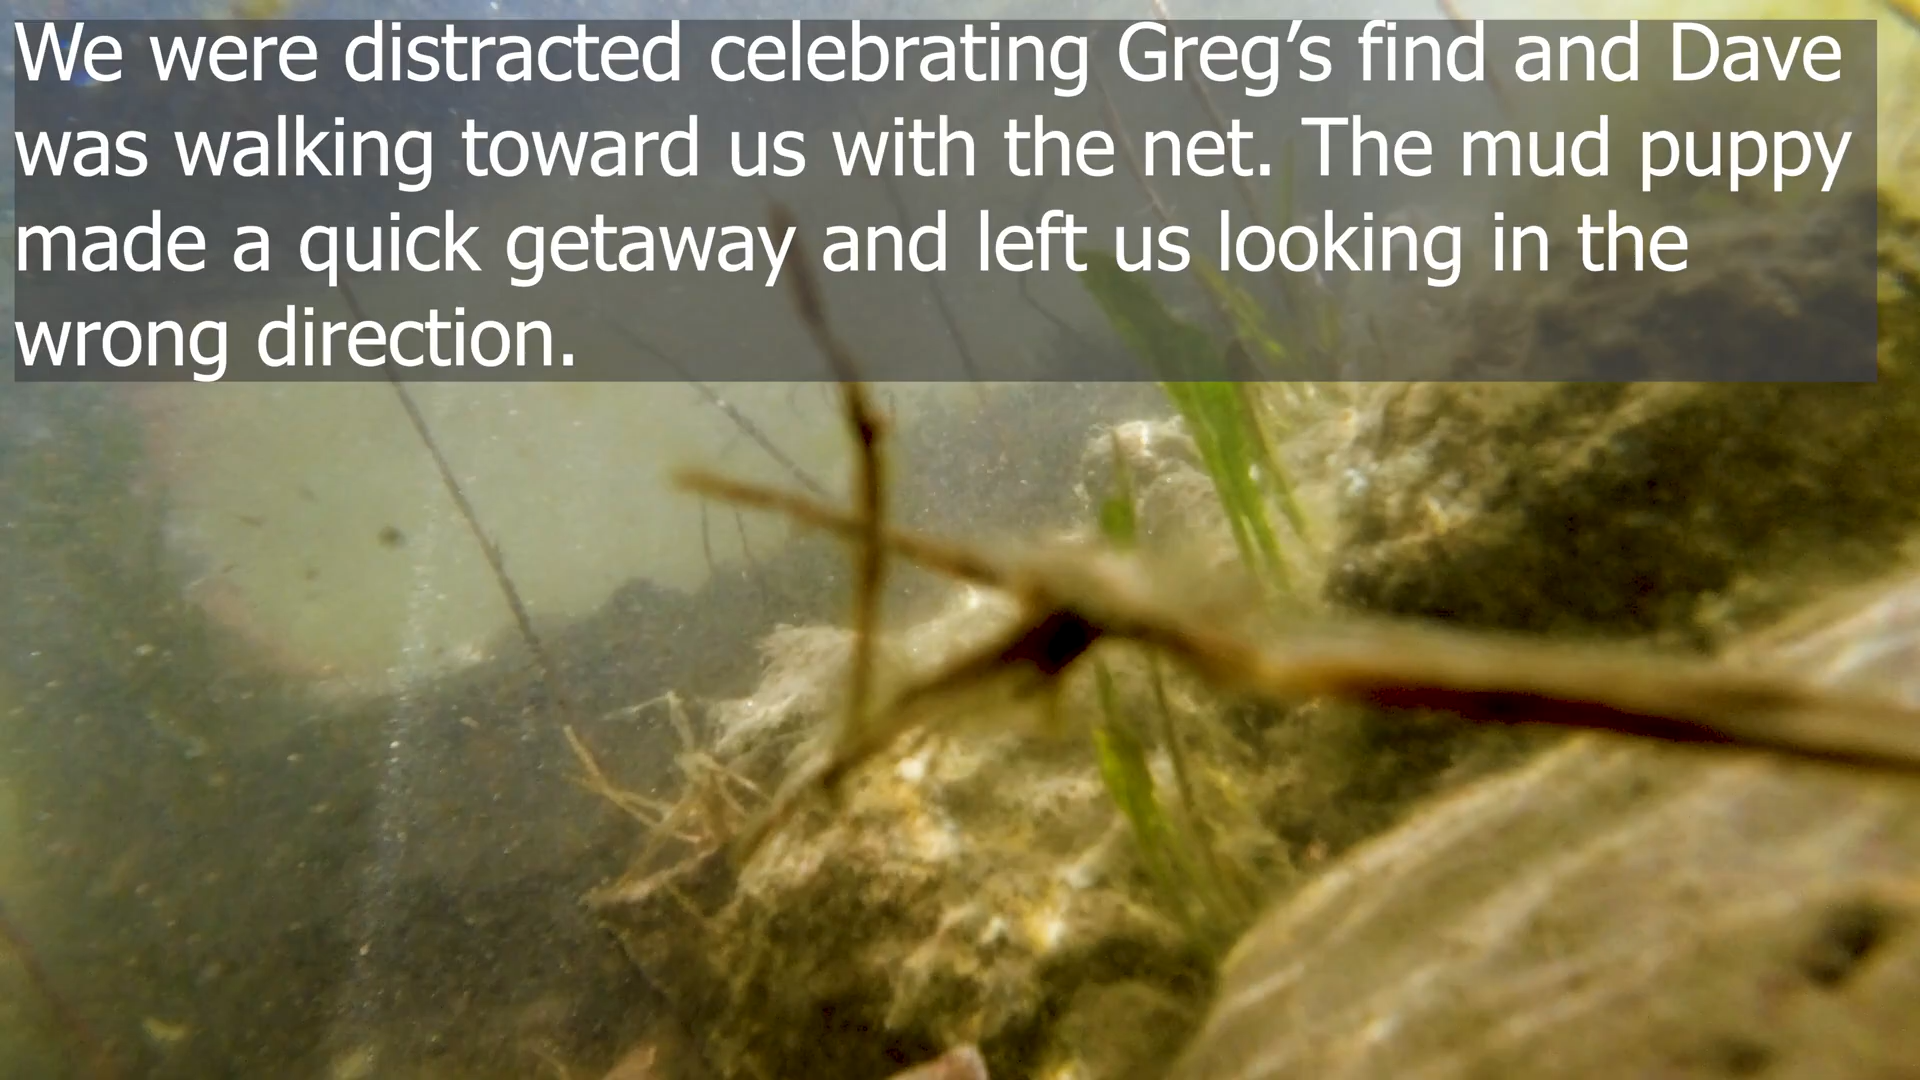 We were distracted celebrating Greg’s find and Dave
was walking toward us with the net. The mud puppy
made a quick getaway and left us looking in the
wrong direction.